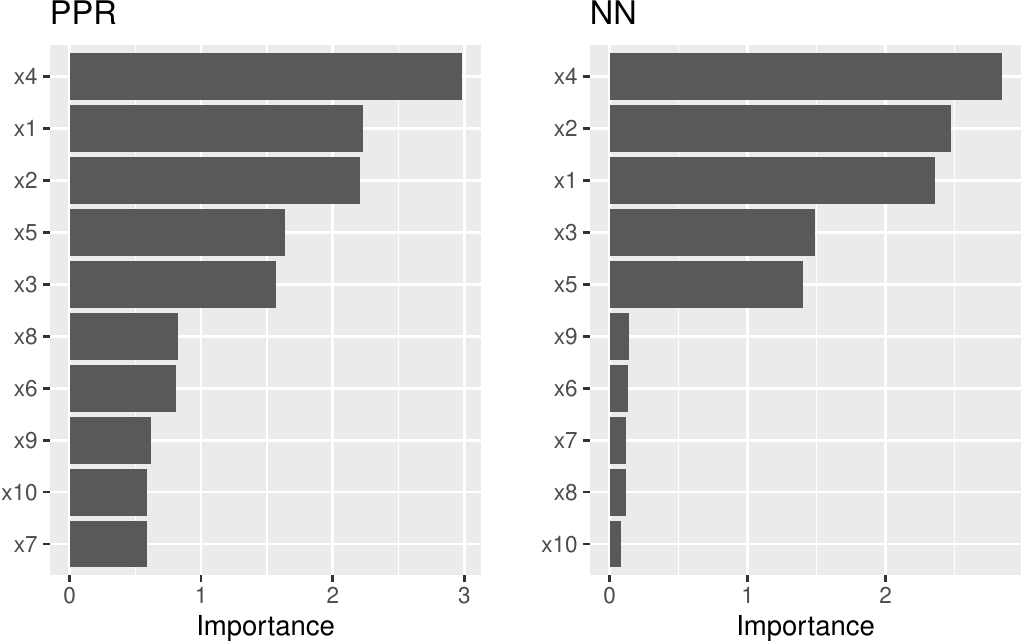 PPR
x4
x1
x2
x5
x3
x8
x6
x9
x10
x7
0 1 2 3
Importance
NN
x4
x2
x1
x3
x5
x9
x6
x7
x8
x10
0 1 2
Importance